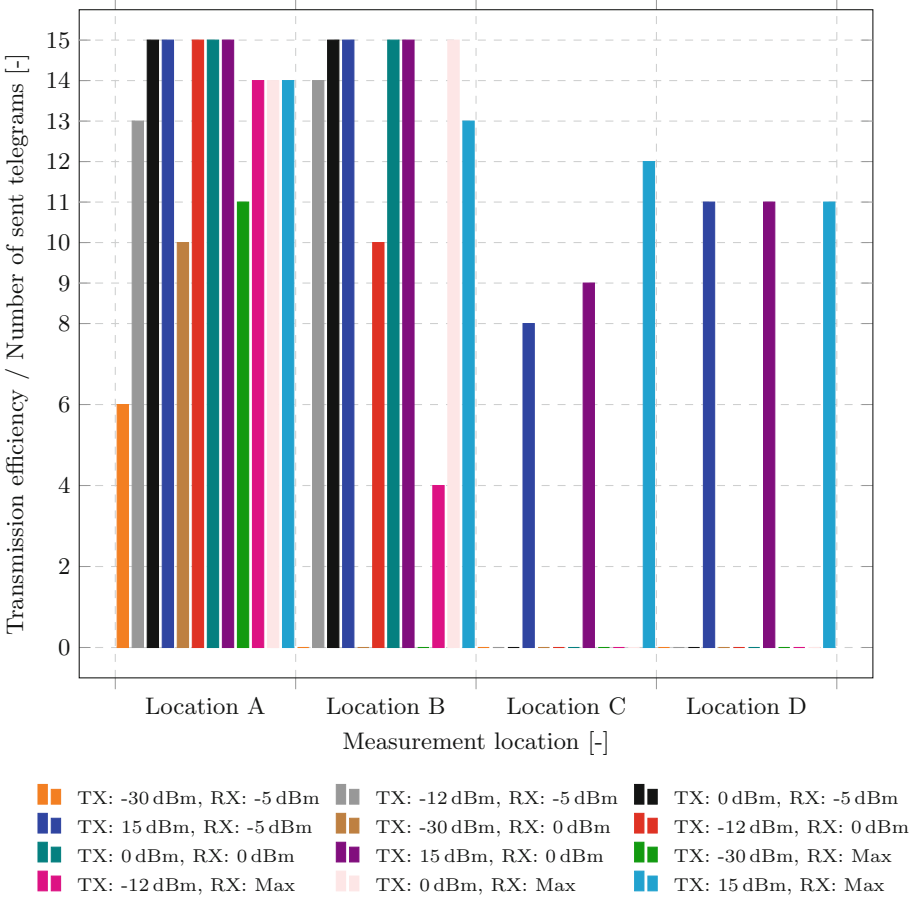 Transmission efficiency / Number of sent telegrams [-]
15
14
13
12
11
10
9
8
6
4
2
0
Location A
Location B
Location C
Location D
Measurement location [-]
TX: -30 dBm, RX: -5 dBm
TX: -12 dBm, RX: -5 dBm
TX: 0 dBm, RX: -5 dBm
TX: 15 dBm, RX: -5 dBm
TX: -30 dBm, RX: 0 dBm
TX: -12 dBm, RX: 0 dBm
TX: 0 dBm, RX: 0 dBm
TX: 15 dBm, RX: 0 dBm
TX: -30 dBm, RX: Max
TX: -12 dBm, RX: Max
TX: 0 dBm, RX: Max
TX: 15 dBm, RX: Max